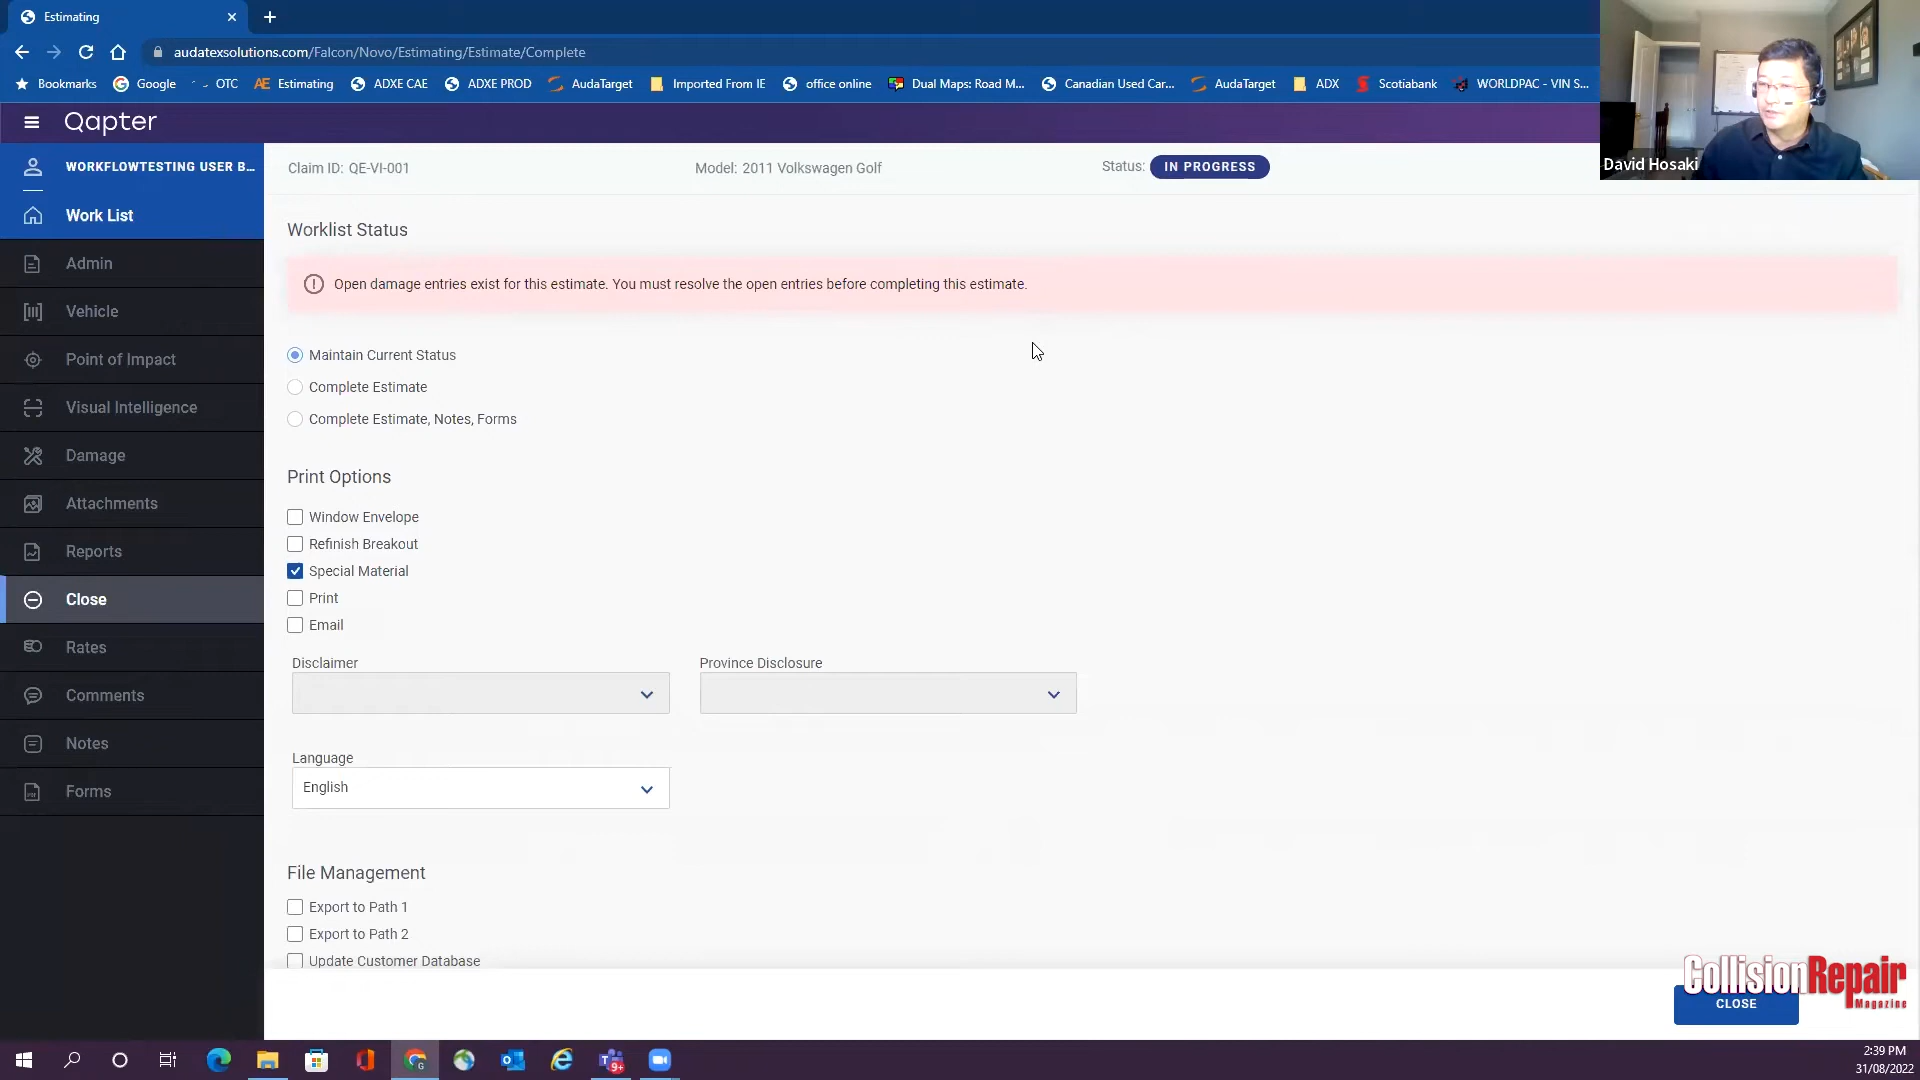 Estimating
audatexsolutions.com/Falcon/Novo/Estimating/Estimate/Complete
Bookmarks Google OTC AE Estimating ADXE CAE ADXE PROD AudaTarget Imported From IE office online Dual Maps: Road M... Canadian Used Car... AudaTarget ADX Scotiabank WORLDPAC - VIN S...
David Hosaki
Qapter
WORKFLOWTESTING USER B...
Work List
Admin
Vehicle
Point of Impact
Visual Intelligence
Damage
Attachments
Reports
Close
Rates
Comments
Notes
Forms
Claim ID: QE-VI-001
Model: 2011 Volkswagen Golf
Status: IN PROGRESS
Worklist Status
Open damage entries exist for this estimate. You must resolve the open entries before completing this estimate.
Maintain Current Status
Complete Estimate
Complete Estimate, Notes, Forms
Print Options
Window Envelope
Refinish Breakout
Special Material
Print
Email
Disclaimer
Province Disclosure
Language
English
File Management
Export to Path 1
Export to Path 2
Update Customer Database
CollisionRepair
Magazine
CLOSE
9+
2:39 PM
31/08/2022